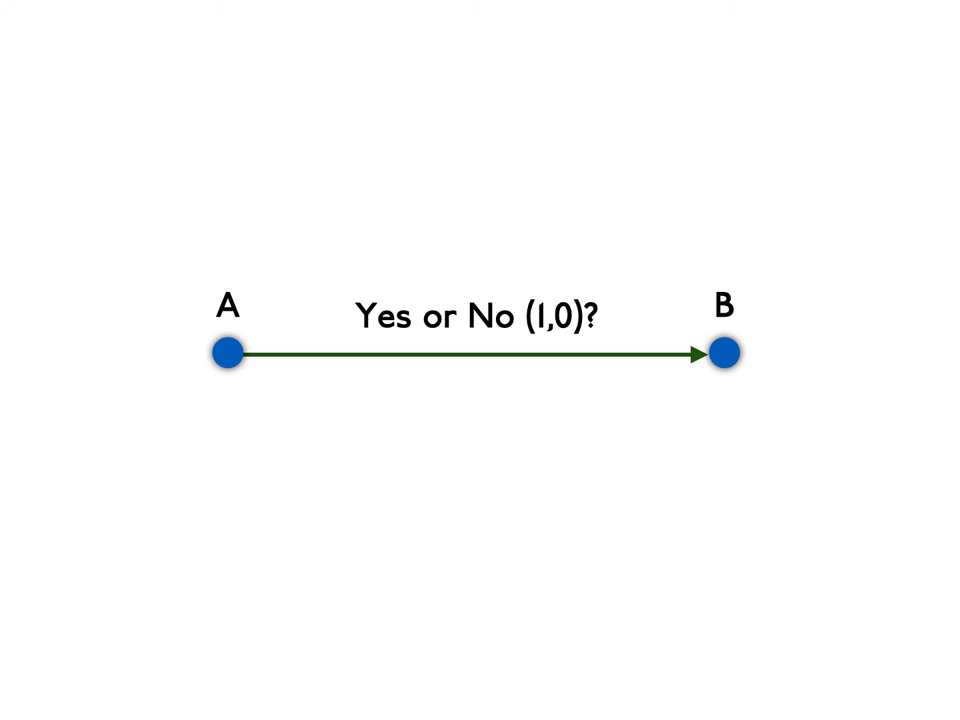 A
Yes or No (1,0)?
B